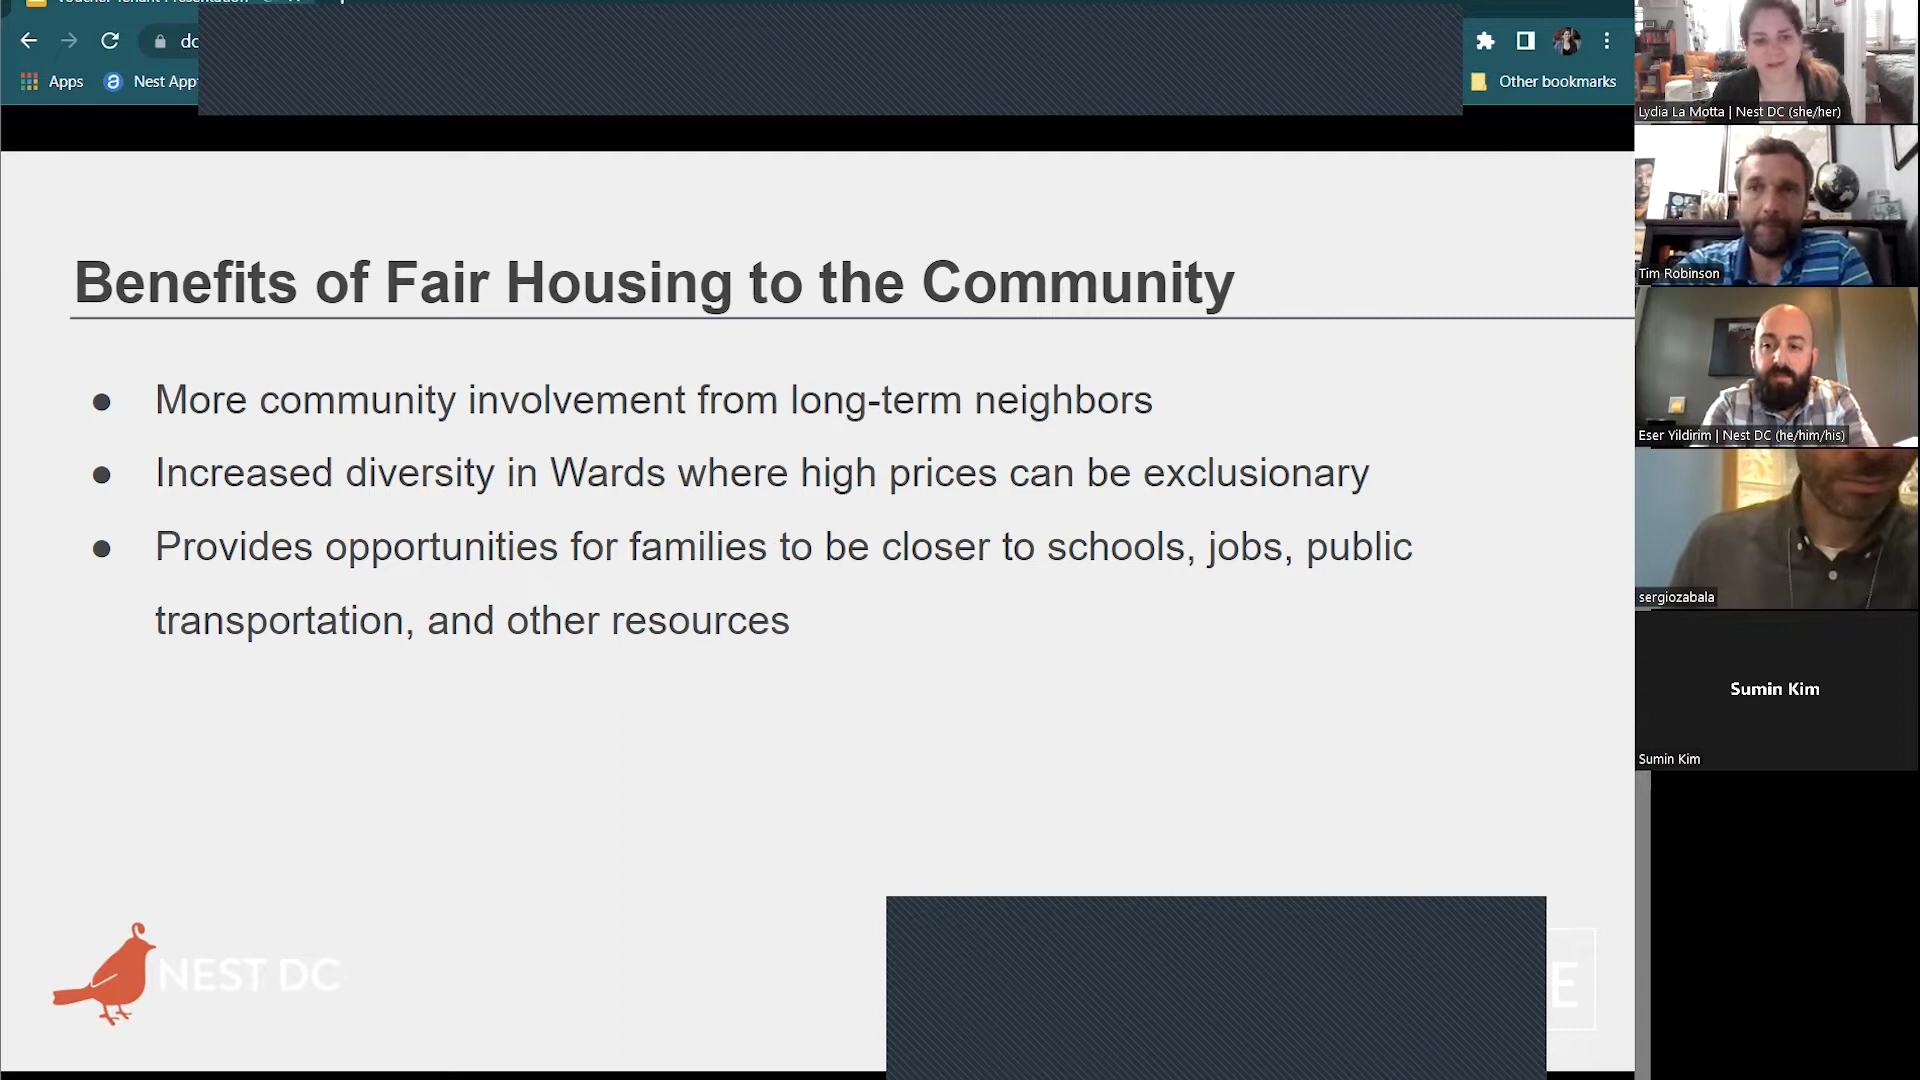 Voucher Tenant Presentation
Apps
Nest App
Other bookmarks
Benefits of Fair Housing to the Community
● More community involvement from long-term neighbors
● Increased diversity in Wards where high prices can be exclusionary
● Provides opportunities for families to be closer to schools, jobs, public
transportation, and other resources
NEST DC
E
Lydia La Motta | Nest DC (she/her)
Tim Robinson
Eser Yildirim | Nest DC (he/him/his)
sergiozabala
Sumin Kim
Sumin Kim